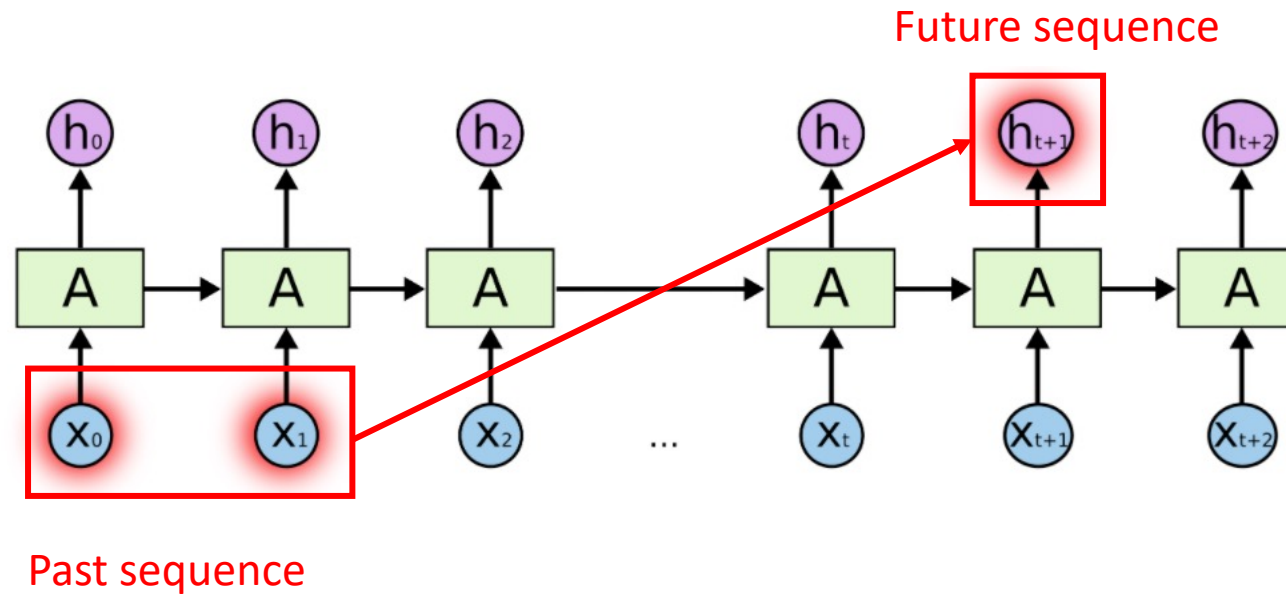 Future sequence
h₀ h₁ h₂ hₜ hₜ₊₁ hₜ₊₂
A A A A A A
x₀ x₁ x₂ ... xₜ xₜ₊₁ xₜ₊₂
Past sequence